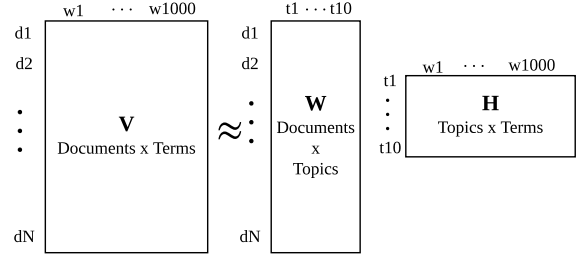 w1 · · · w1000
d1
d2
⋮
dN
V
Documents x Terms
≈
t1 · · · t10
d1
d2
⋮
dN
W
Documents
x
Topics
w1 · · · w1000
t1
⋮
t10
H
Topics x Terms